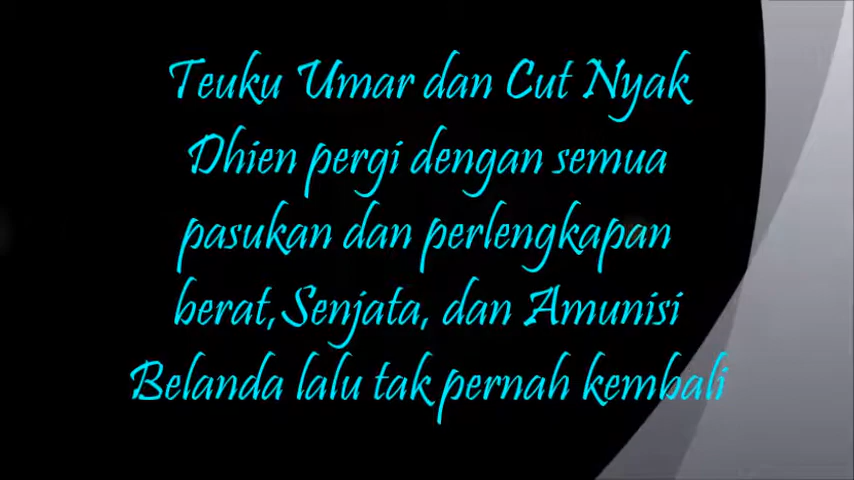 Teuku Umar dan Cut Nyak
Dhien pergi dengan semua
pasukan dan perlengkapan
berat, Senjata, dan Amunisi
Belanda lalu tak pernah kembali